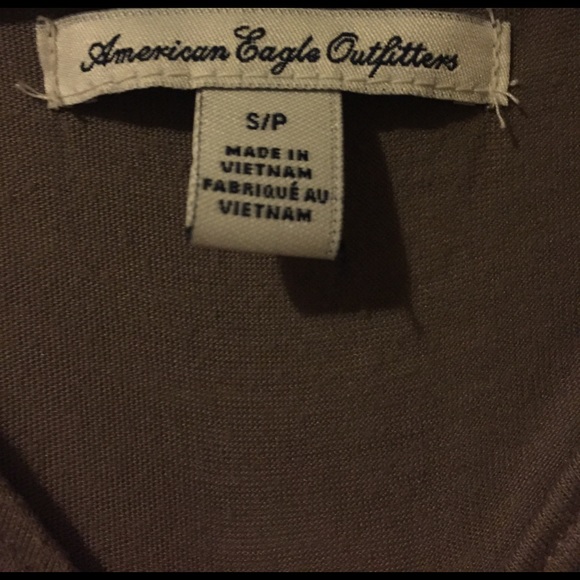 American Eagle Outfitters
S/P
MADE IN
VIETNAM
FABRIQUÉ AU
VIETNAM